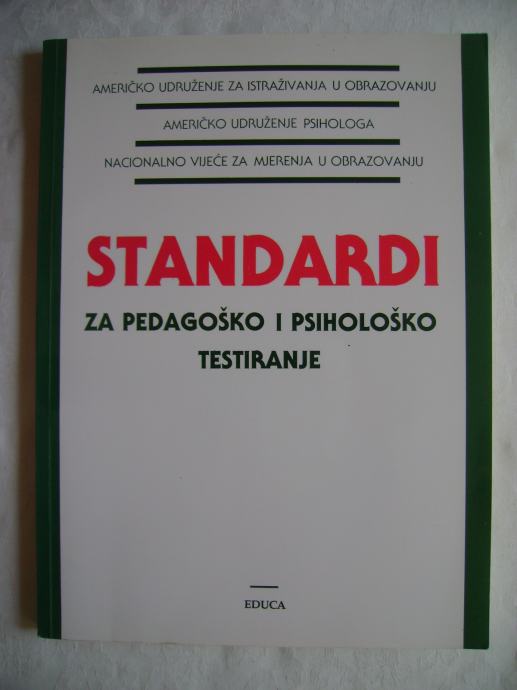 AMERIČKO UDRUŽENJE ZA ISTRAŽIVANJA U OBRAZOVANJU
AMERIČKO UDRUŽENJE PSIHOLOGA
NACIONALNO VIJEĆE ZA MJERENJA U OBRAZOVANJU
STANDARDI
ZA PEDAGOŠKO I PSIHOLOŠKO
TESTIRANJE
EDUCA